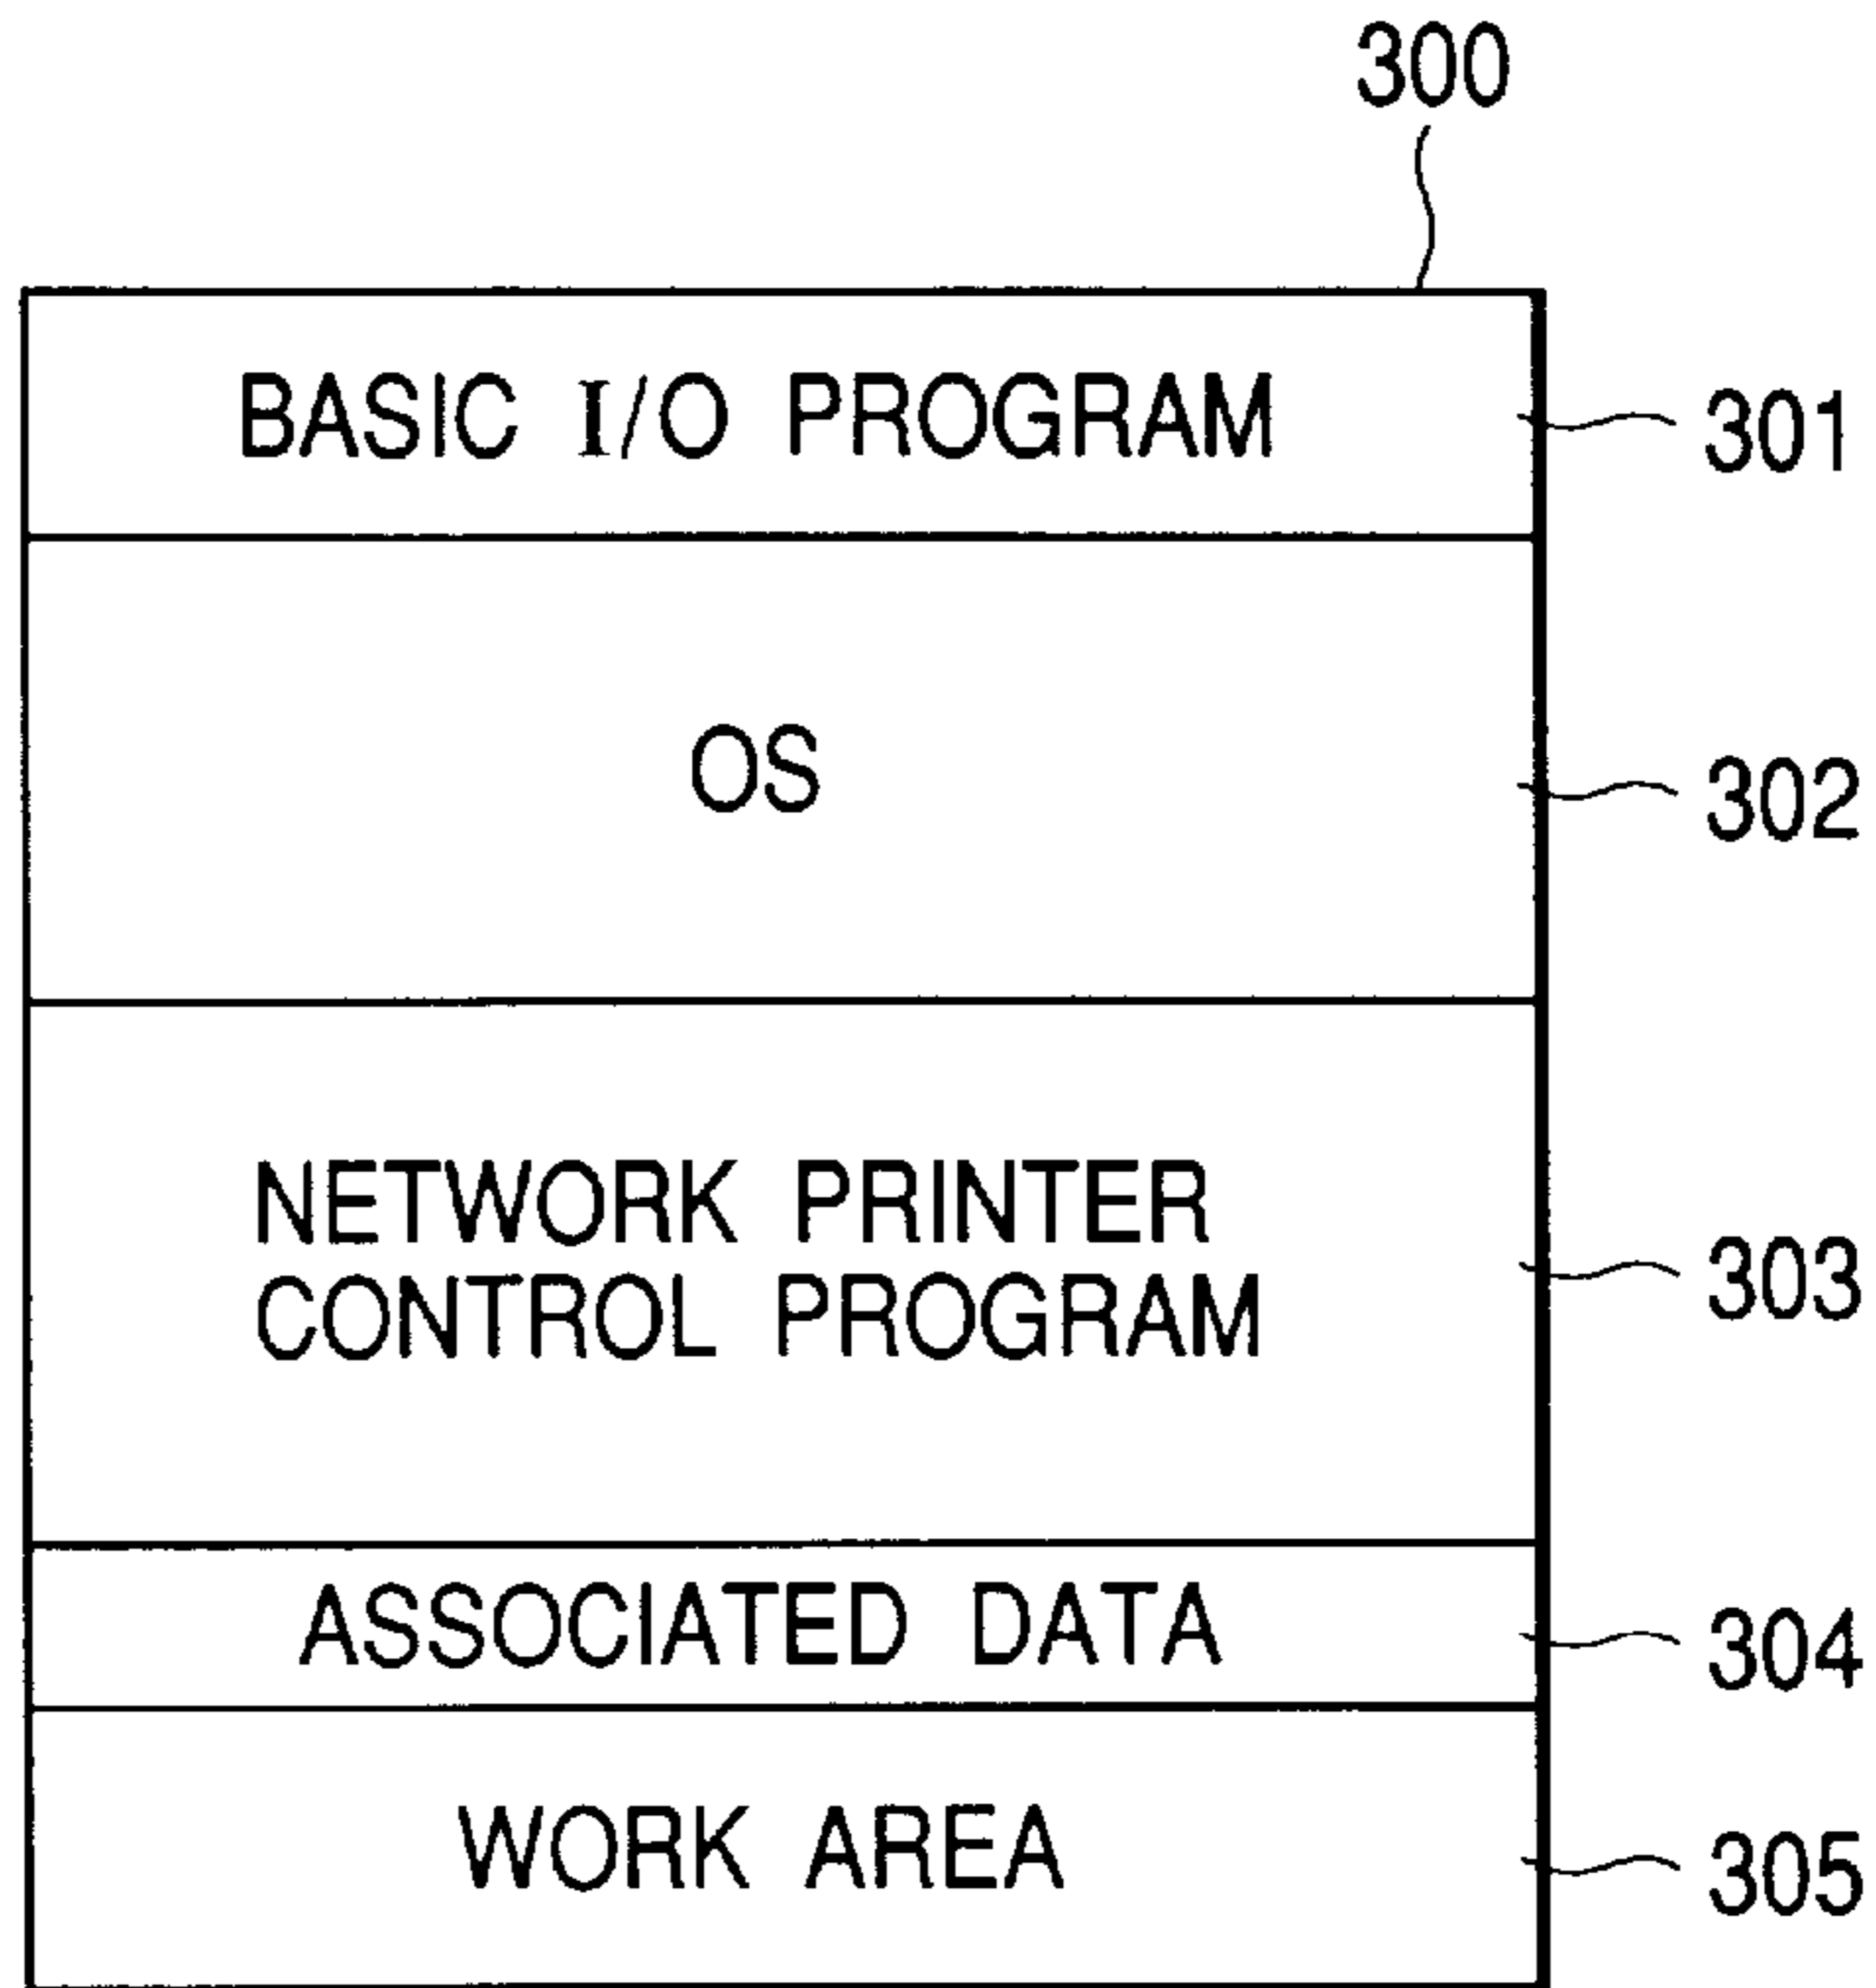 300
BASIC I/O PROGRAM
301
OS
302
NETWORK PRINTER
CONTROL PROGRAM
303
ASSOCIATED DATA
304
WORK AREA
305